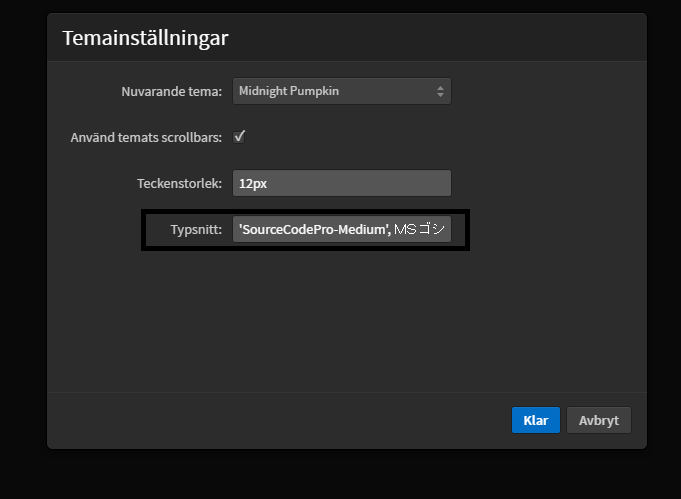 Temainställningar
Nuvarande tema: Midnight Pumpkin
Använd temats scrollbars:
Teckenstorlek: 12px
Typsnitt: 'SourceCodePro-Medium', ＭＳ ゴシ
Klar Avbryt